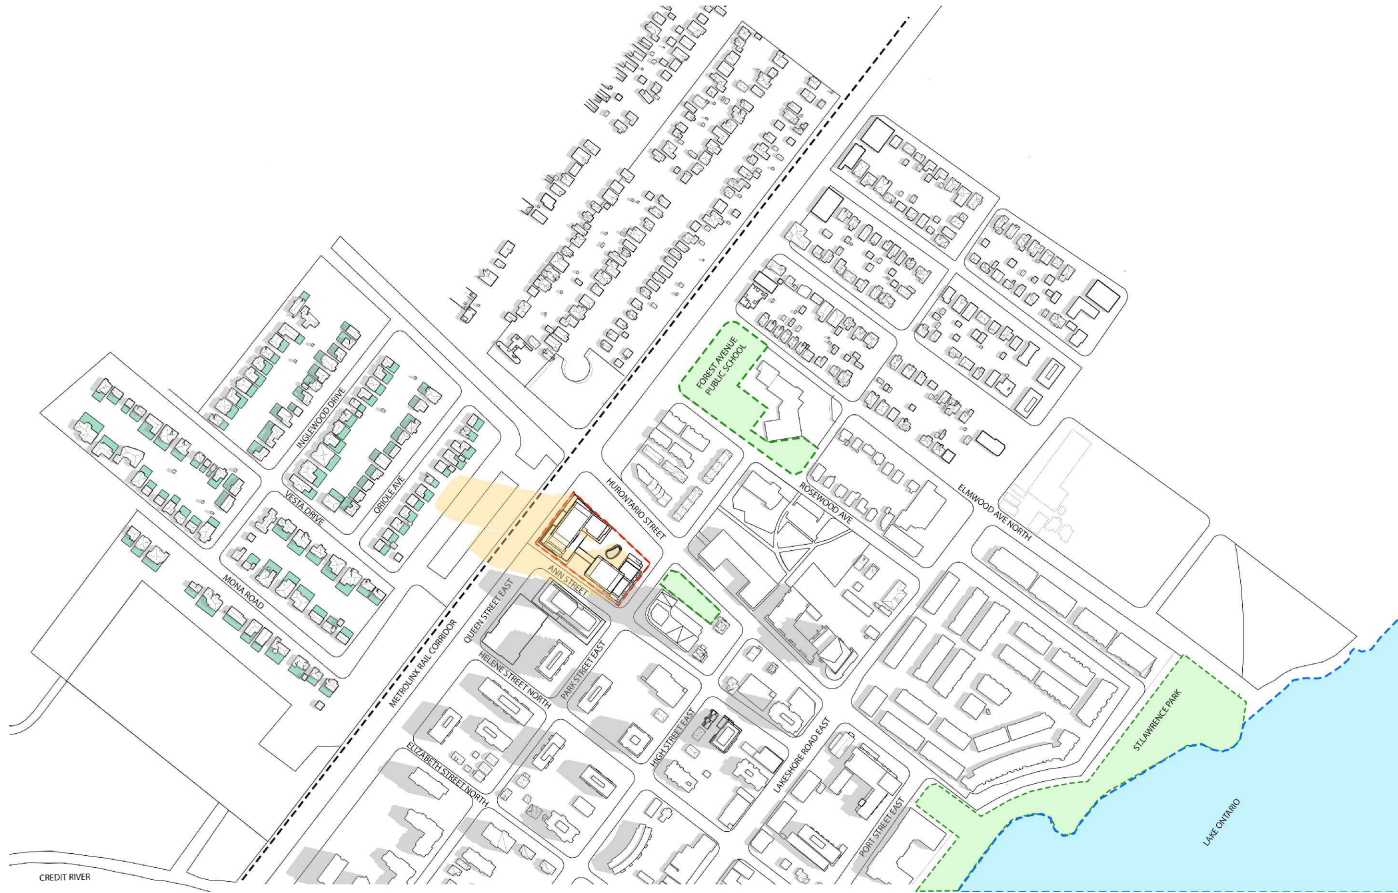 FOREST AVENUE
PUBLIC SCHOOL
INGLEWOOD DRIVE
VESTA DRIVE
ORIOLE AVE
HURONTARIO STREET
ROSEWOOD AVE
ELMWOOD AVE NORTH
MONA ROAD
ANN STREET
QUEEN STREET EAST
METROLINX RAIL CORRIDOR
HELENE STREET NORTH
PARK STREET EAST
ELIZABETH STREET NORTH
HIGH STREET EAST
LAKESHORE ROAD EAST
PORT STREET EAST
ST.LAWRENCE PARK
LAKE ONTARIO
CREDIT RIVER